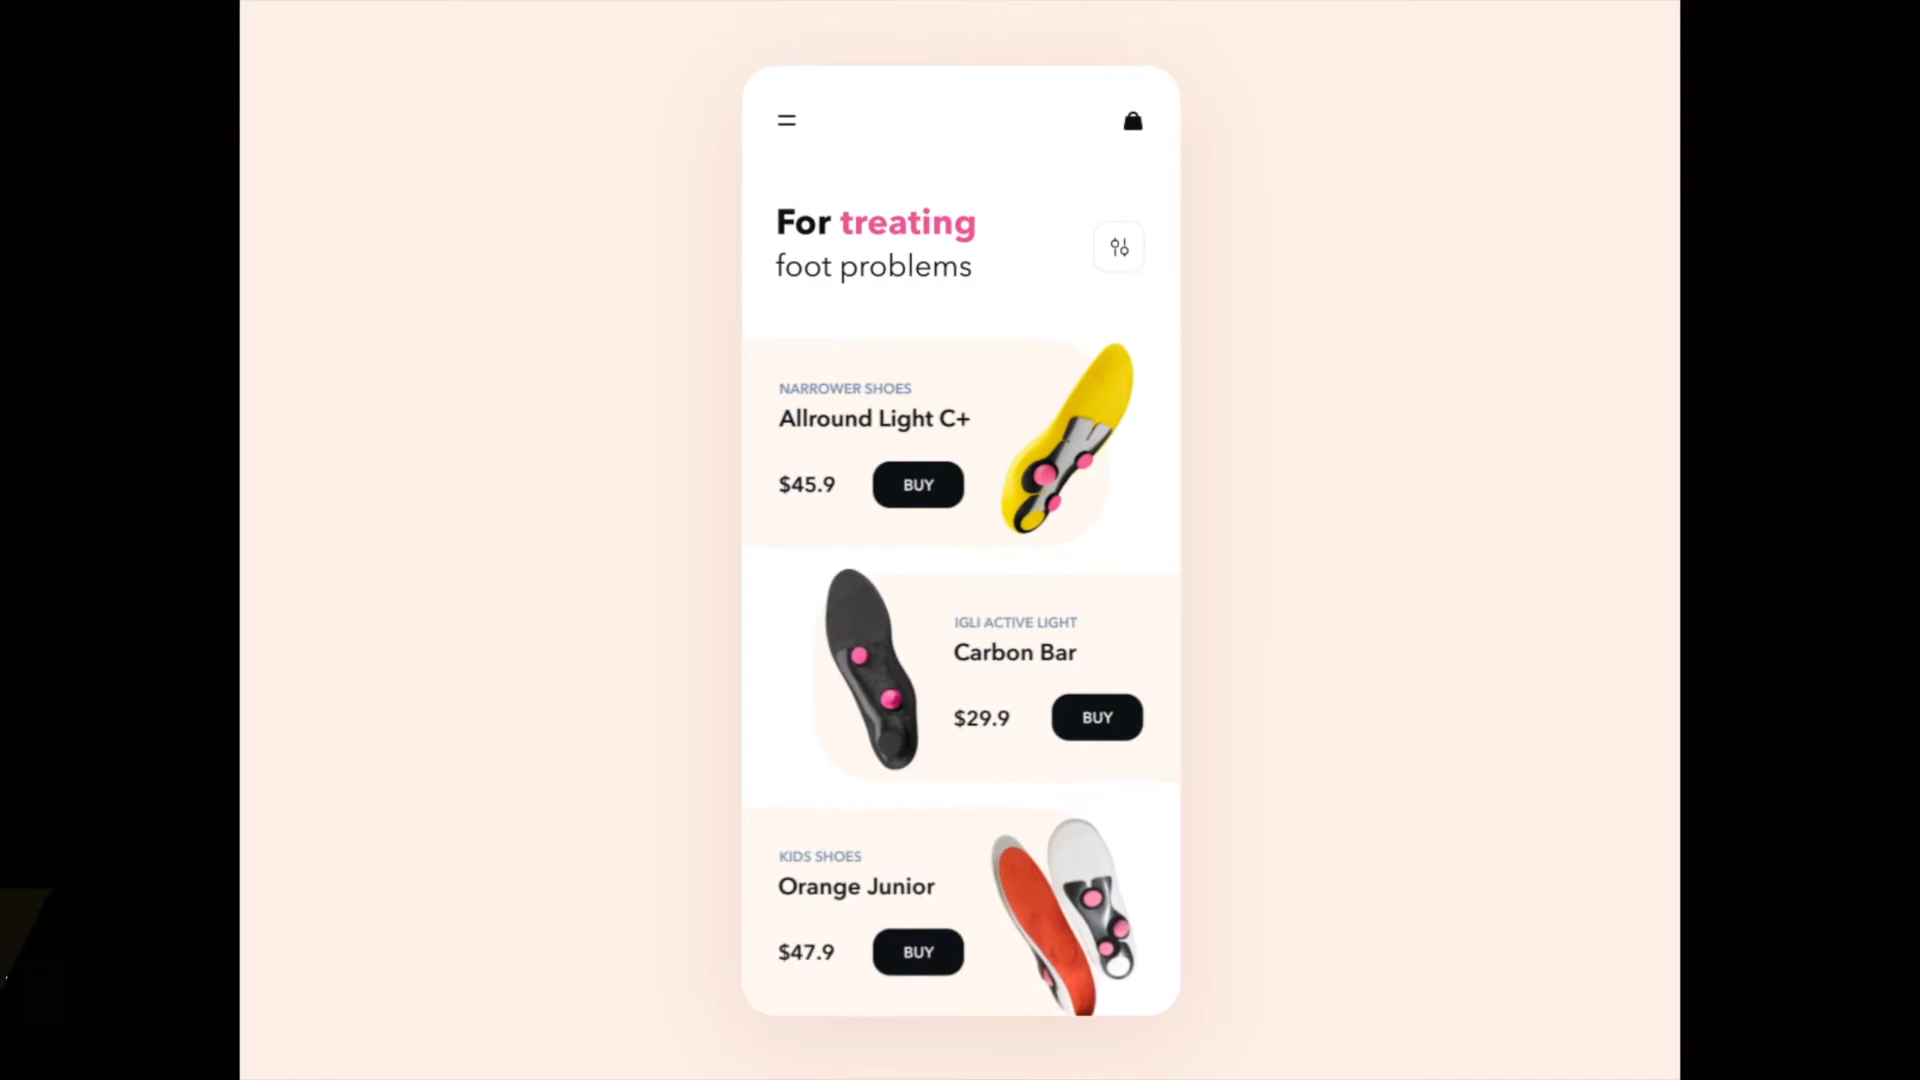 For treating
foot problems
NARROWER SHOES
Allround Light C+
$45.9 BUY
IGLI ACTIVE LIGHT
Carbon Bar
$29.9 BUY
KIDS SHOES
Orange Junior
$47.9 BUY